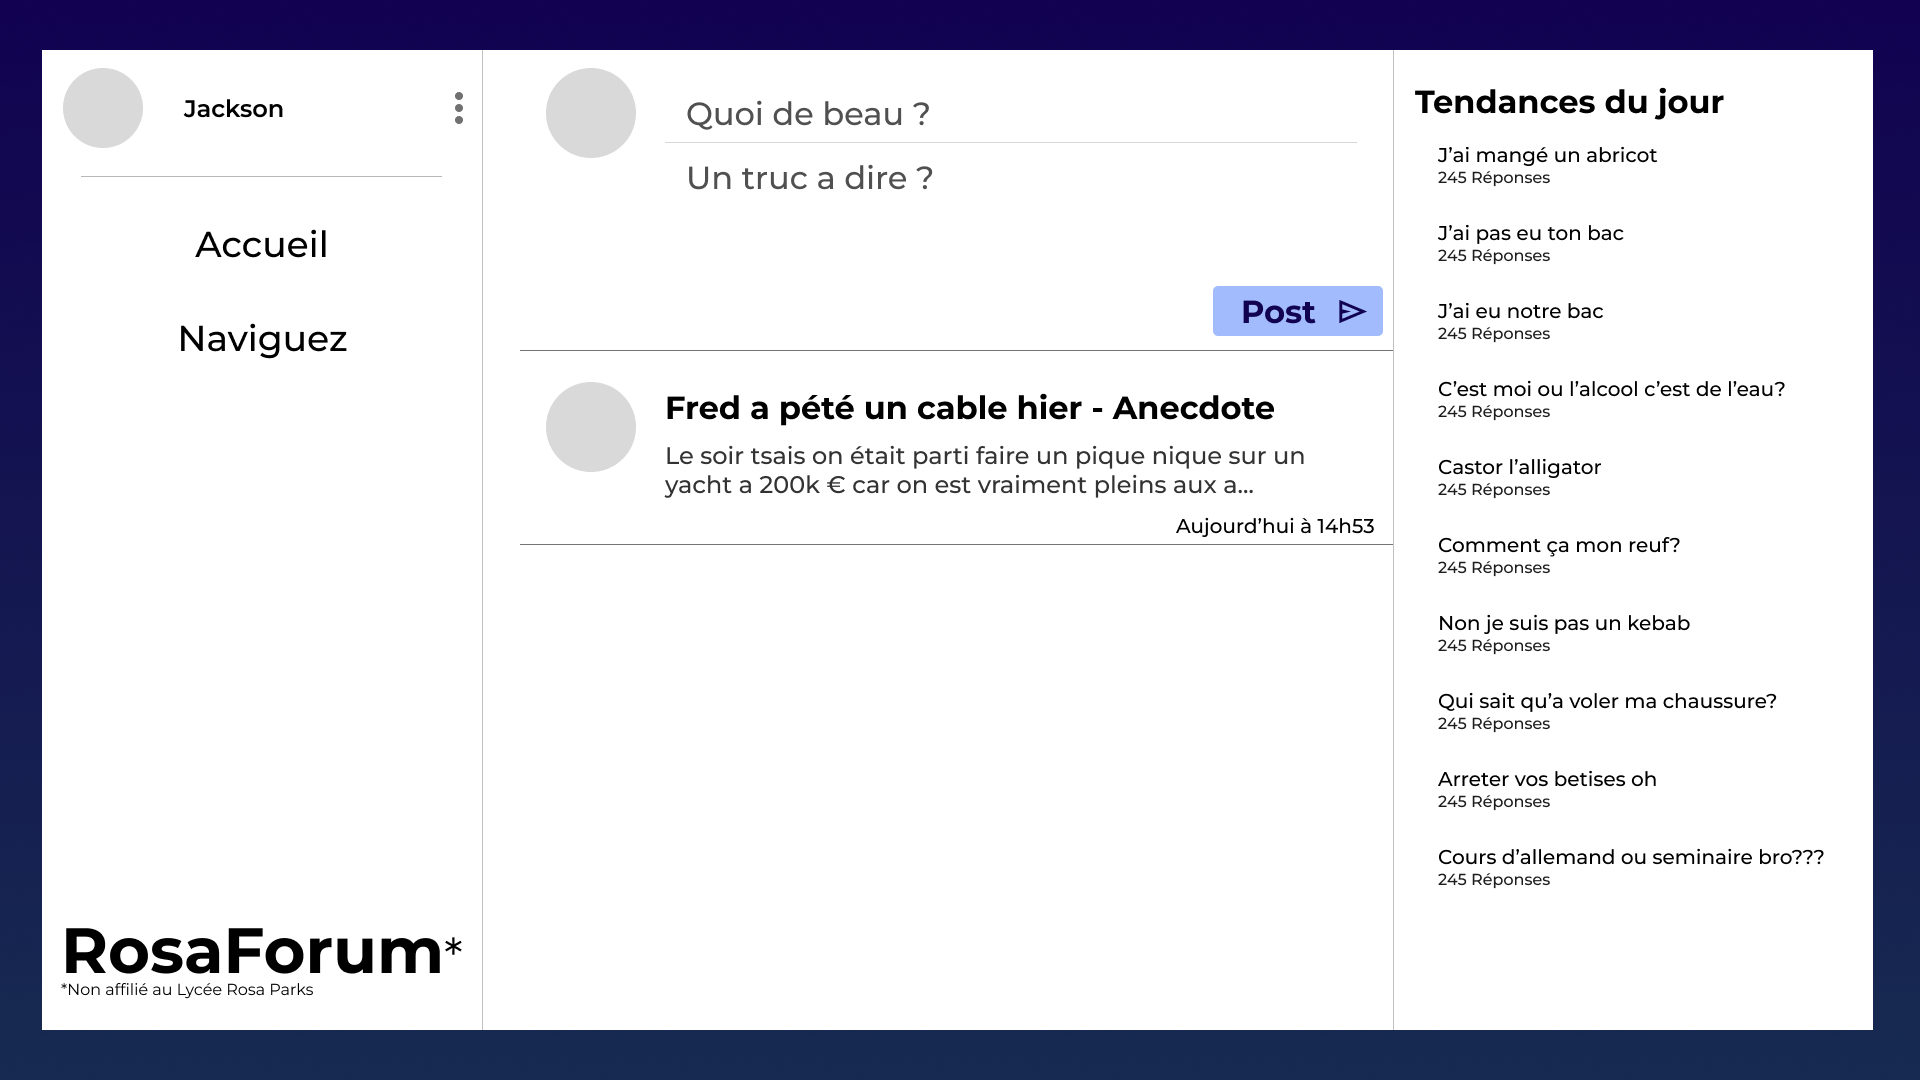 Jackson
Accueil
Naviguez
RosaForum*
*Non affilié au Lycée Rosa Parks
Quoi de beau ?
Un truc a dire ?
Post
Fred a pété un cable hier - Anecdote
Le soir tsais on était parti faire un pique nique sur un
yacht a 200k € car on est vraiment pleins aux a...
Aujourd’hui à 14h53
Tendances du jour
J’ai mangé un abricot
245 Réponses
J’ai pas eu ton bac
245 Réponses
J’ai eu notre bac
245 Réponses
C’est moi ou l’alcool c’est de l’eau?
245 Réponses
Castor l’alligator
245 Réponses
Comment ça mon reuf?
245 Réponses
Non je suis pas un kebab
245 Réponses
Qui sait qu’a voler ma chaussure?
245 Réponses
Arreter vos betises oh
245 Réponses
Cours d’allemand ou seminaire bro???
245 Réponses